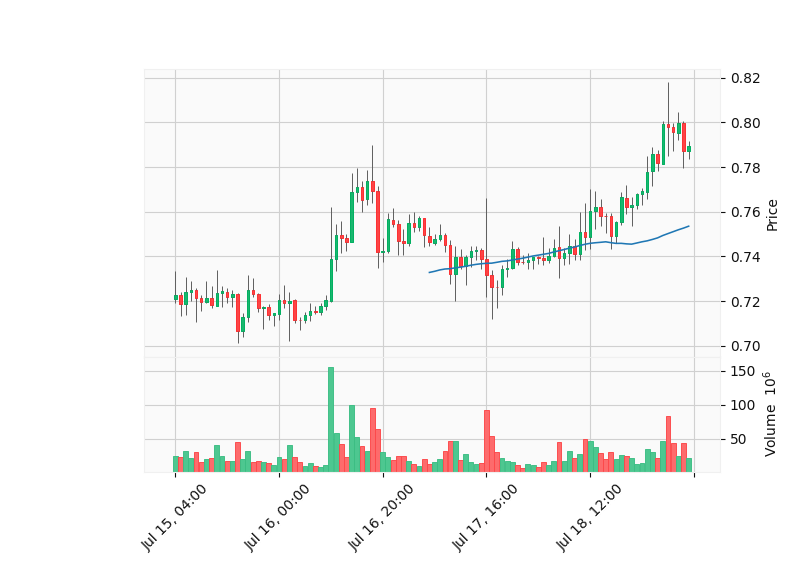 0.82
0.80
0.78
0.76
0.74
0.72
0.70
Price
150
100
50
Volume 10^6
Jul 15, 04:00
Jul 16, 00:00
Jul 16, 20:00
Jul 17, 16:00
Jul 18, 12:00